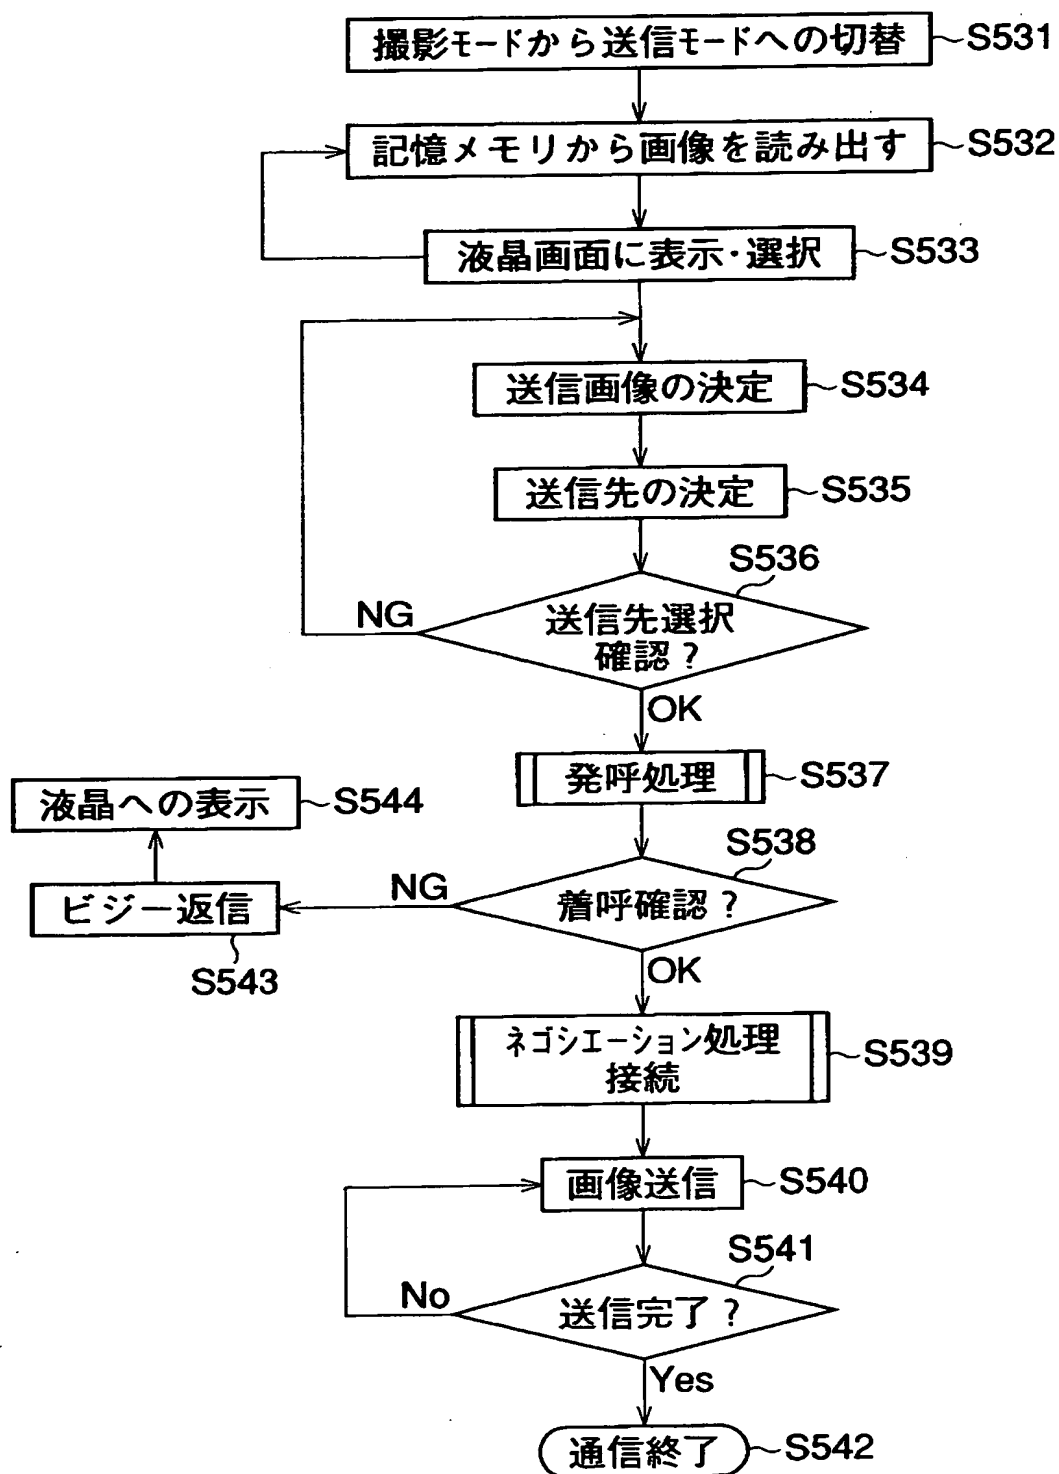 撮影モードから送信モードへの切替 S531
記憶メモリから画像を読み出す S532
液晶画面に表示・選択 S533
送信画像の決定 S534
送信先の決定 S535
S536
NG
送信先選択
確認?
OK
発呼処理 S537
液晶への表示 S544
S538
NG
着呼確認?
ビジー返信
S543
OK
ネゴシエーション処理
接続
S539
画像送信 S540
S541
No
送信完了?
Yes
通信終了 S542